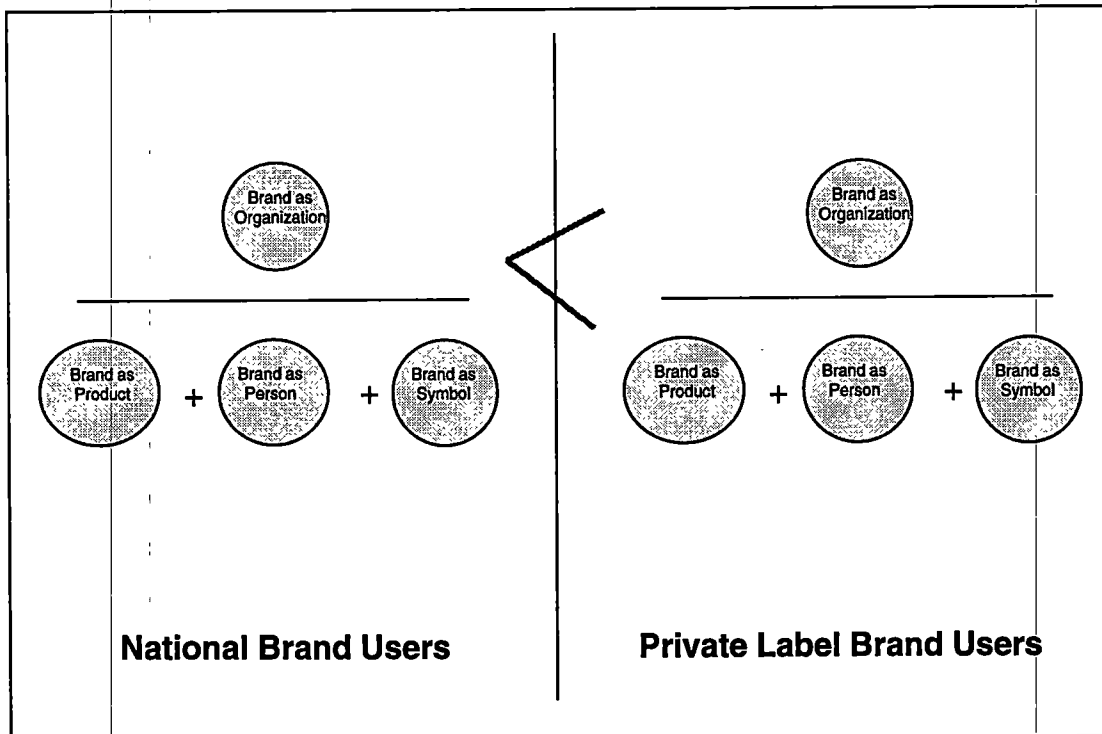 Brand as
Organization
Brand as
Product
+
Brand as
Person
+
Brand as
Symbol
National Brand Users
<
Brand as
Organization
Brand as
Product
+
Brand as
Person
+
Brand as
Symbol
Private Label Brand Users